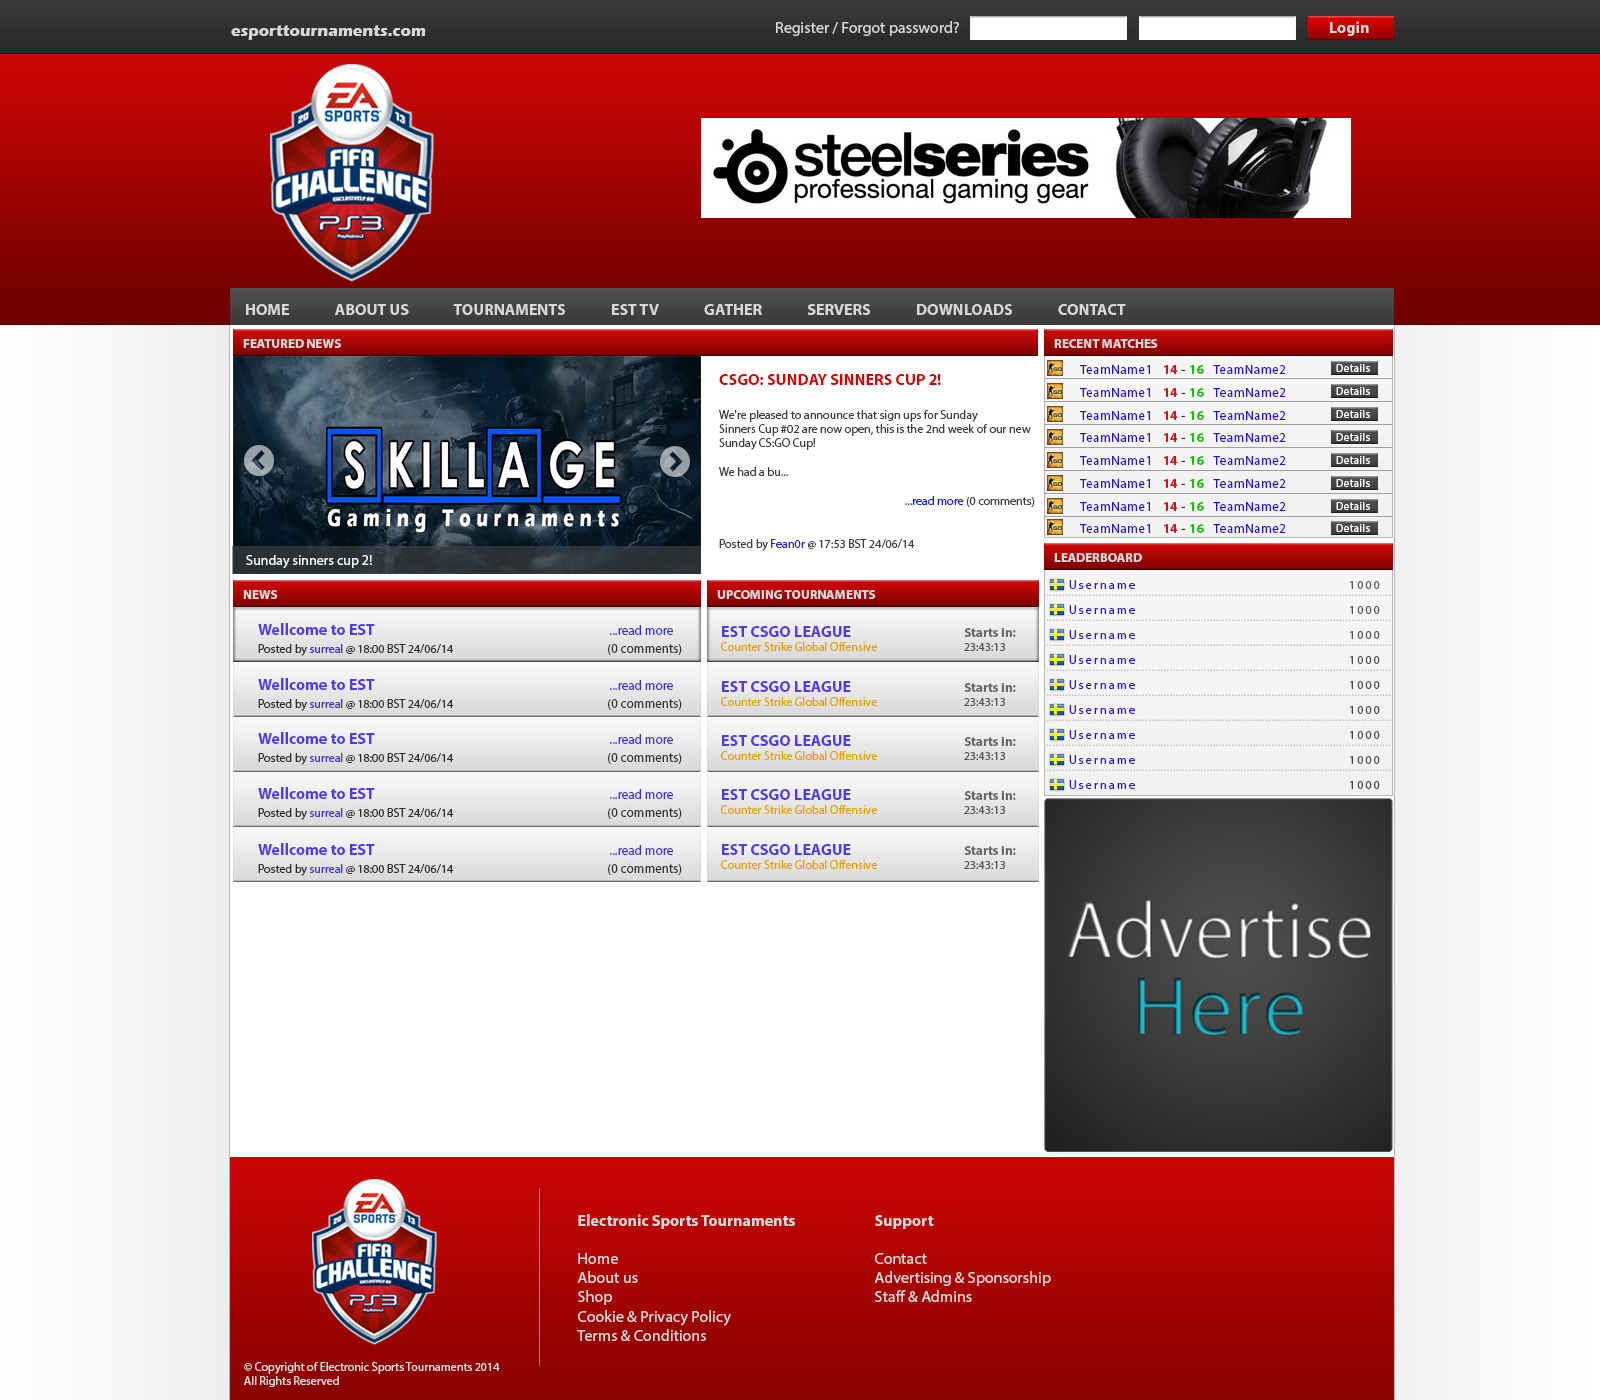 esporttournaments.com
Register / Forgot password?
Login
EA
SPORTS
20 13
FIFA
CHALLENGE
EXCLUSIVELY ON
PS3
PlayStation 3
steelseries
professional gaming gear
HOME ABOUT US TOURNAMENTS EST TV GATHER SERVERS DOWNLOADS CONTACT
FEATURED NEWS
SKILLAGE
Gaming Tournaments
Sunday sinners cup 2!
CSGO: SUNDAY SINNERS CUP 2!
We're pleased to announce that sign ups for Sunday
Sinners Cup #02 are now open, this is the 2nd week of our new
Sunday CS:GO Cup!
We had a bu...
...read more (0 comments)
Posted by Fean0r @ 17:53 BST 24/06/14
RECENT MATCHES
GO TeamName1 14 - 16 TeamName2 Details
GO TeamName1 14 - 16 TeamName2 Details
GO TeamName1 14 - 16 TeamName2 Details
GO TeamName1 14 - 16 TeamName2 Details
GO TeamName1 14 - 16 TeamName2 Details
GO TeamName1 14 - 16 TeamName2 Details
GO TeamName1 14 - 16 TeamName2 Details
GO TeamName1 14 - 16 TeamName2 Details
LEADERBOARD
Username 1000
Username 1000
Username 1000
Username 1000
Username 1000
Username 1000
Username 1000
Username 1000
Username 1000
NEWS
Wellcome to EST ...read more
Posted by surreal @ 18:00 BST 24/06/14 (0 comments)
Wellcome to EST ...read more
Posted by surreal @ 18:00 BST 24/06/14 (0 comments)
Wellcome to EST ...read more
Posted by surreal @ 18:00 BST 24/06/14 (0 comments)
Wellcome to EST ...read more
Posted by surreal @ 18:00 BST 24/06/14 (0 comments)
Wellcome to EST ...read more
Posted by surreal @ 18:00 BST 24/06/14 (0 comments)
UPCOMING TOURNAMENTS
EST CSGO LEAGUE Starts in:
Counter Strike Global Offensive 23:43:13
EST CSGO LEAGUE Starts in:
Counter Strike Global Offensive 23:43:13
EST CSGO LEAGUE Starts in:
Counter Strike Global Offensive 23:43:13
EST CSGO LEAGUE Starts in:
Counter Strike Global Offensive 23:43:13
EST CSGO LEAGUE Starts in:
Counter Strike Global Offensive 23:43:13
Advertise
Here
EA
SPORTS
20 13
FIFA
CHALLENGE
EXCLUSIVELY ON
PS3
PlayStation 3
© Copyright of Electronic Sports Tournaments 2014
All Rights Reserved
Electronic Sports Tournaments
Home
About us
Shop
Cookie & Privacy Policy
Terms & Conditions
Support
Contact
Advertising & Sponsorship
Staff & Admins